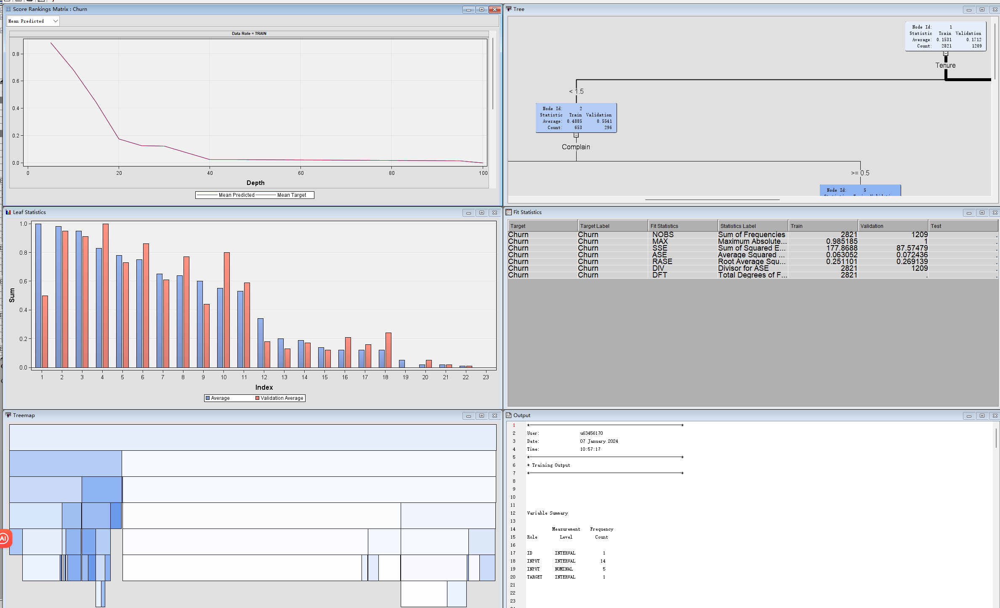 Score Rankings Matrix : Churn
Mean Predicted
Data Role = TRAIN
0.8
0.6
0.4
0.2
0.0
0 20 40 60 80 100
Depth
Mean Predicted Mean Target
Tree
Node Id: 1
Statistic Train Validation
Average: 0.1531 0.1712
Count: 2821 1209
Tenure
< 1.5
Node Id: 2
Statistic Train Validation
Average: 0.4885 0.5541
Count: 653 296
Complain
>= 0.5
Node Id: 5
Leaf Statistics
1.0
0.8
0.6
0.4
0.2
0.0
Sum
1 2 3 4 5 6 7 8 9 10 11 12 13 14 15 16 17 18 19 20 21 22 23
Index
Average Validation Average
Fit Statistics
Target Target Label Fit Statistics Statistics Label Train Validation Test
Churn Churn NOBS Sum of Frequencies 2821 1209 .
Churn Churn MAX Maximum Absolute... 0.985185 1 .
Churn Churn SSE Sum of Squared E... 177.8688 87.57479 .
Churn Churn ASE Average Squared ... 0.063052 0.072436 .
Churn Churn RASE Root Average Squ... 0.251101 0.269139 .
Churn Churn DIV Divisor for ASE 2821 1209 .
Churn Churn DFT Total Degrees of F... 2821 . .
Treemap
AI
Output
1 *------------------------------------------------------------*
2 User: u63456170
3 Date: 07 January 2024
4 Time: 10:57:17
5 *------------------------------------------------------------*
6 * Training Output
7 *------------------------------------------------------------*
8
9
10
11
12 Variable Summary
13
14 Measurement Frequency
15 Role Level Count
16
17 ID INTERVAL 1
18 INPUT INTERVAL 14
19 INPUT NOMINAL 5
20 TARGET INTERVAL 1
21
22
23